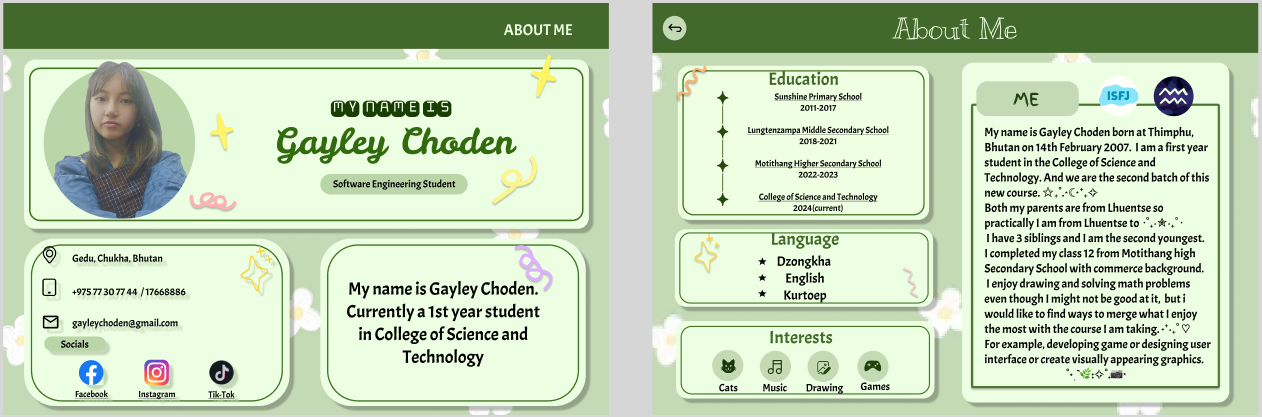 ABOUT ME
MY NAME IS
Gayley Choden
Software Engineering Student
Gedu, Chukha, Bhutan
+975 77 30 77 44 / 17668886
gayleychoden@gmail.com
Socials
Facebook
Instagram
Tik-Tok
My name is Gayley Choden.
Currently a 1st year student
in College of Science and
Technology
About Me
Education
Sunshine Primary School
2011-2017
Lungtenzampa Middle Secondary School
2018-2021
Motithang Higher Secondary School
2022-2023
College of Science and Technology
2024(current)
Language
★ Dzongkha
★ English
★ Kurtoep
Interests
Cats
Music
Drawing
Games
ME
ISFJ
My name is Gayley Choden born at Thimphu,
Bhutan on 14th February 2007. I am a first year
student in the College of Science and
Technology. And we are the second batch of this
new course. ☆₊˚.⋅☾⋅⁺₊✧
Both my parents are from Lhuentse so
practically I am from Lhuentse to ‧˚₊⋅✯⋅₊˚‧
I have 3 siblings and I am the second youngest.
I completed my class 12 from Motithang high
Secondary School with commerce background.
I enjoy drawing and solving math problems
even though I might not be good at it, but i
would like to find ways to merge what I enjoy
the most with the course I am taking. ⋅⁺⋅₊˚♡
For example, developing game or designing user
interface or create visually appearing graphics.